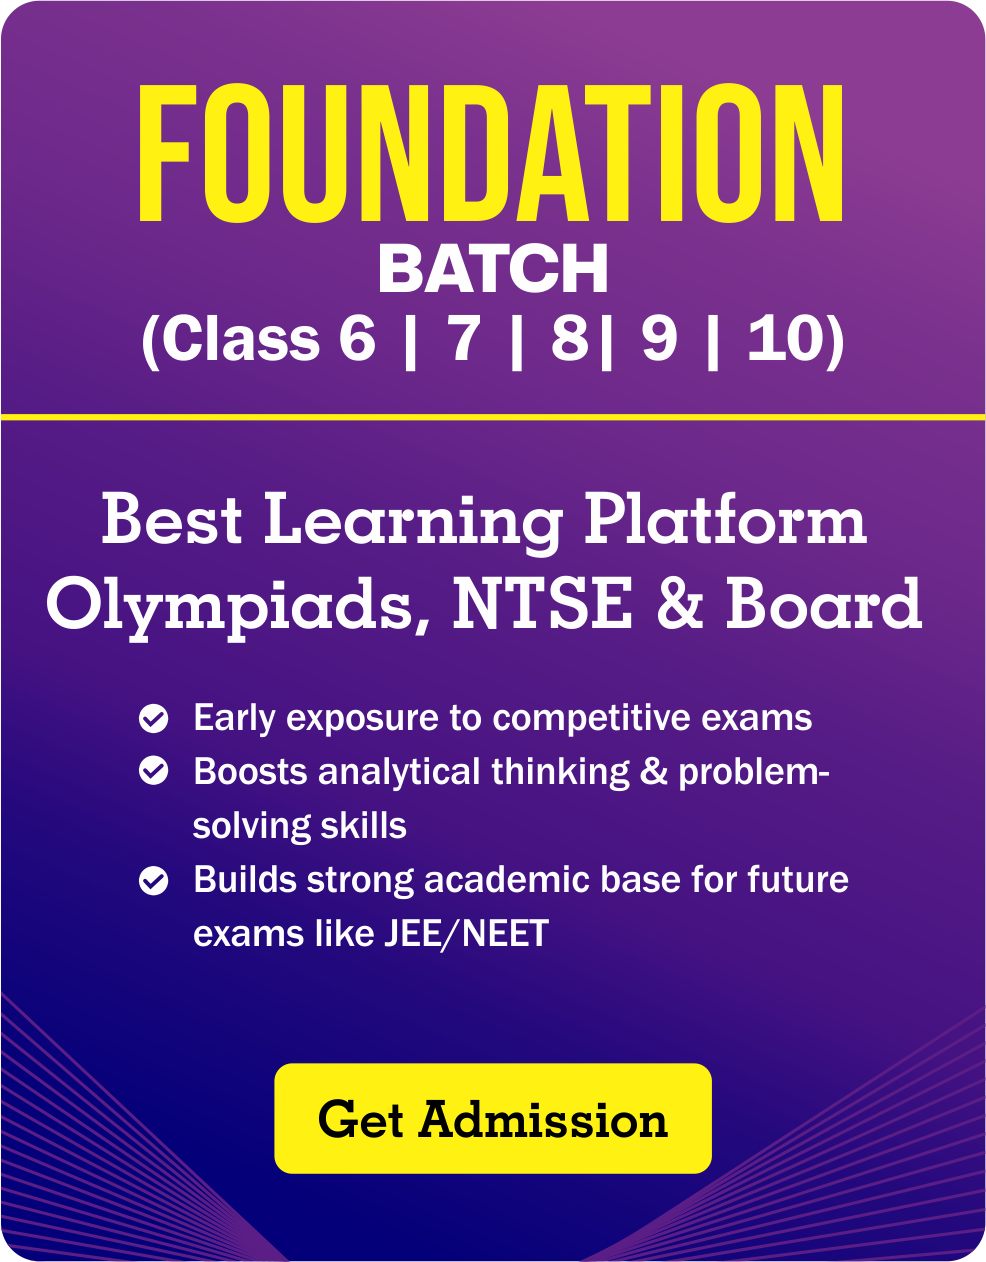 FOUNDATION
BATCH
(Class 6 | 7 | 8| 9 | 10)
Best Learning Platform
Olympiads, NTSE & Board
Early exposure to competitive exams
Boosts analytical thinking & problem-
solving skills
Builds strong academic base for future
exams like JEE/NEET
Get Admission